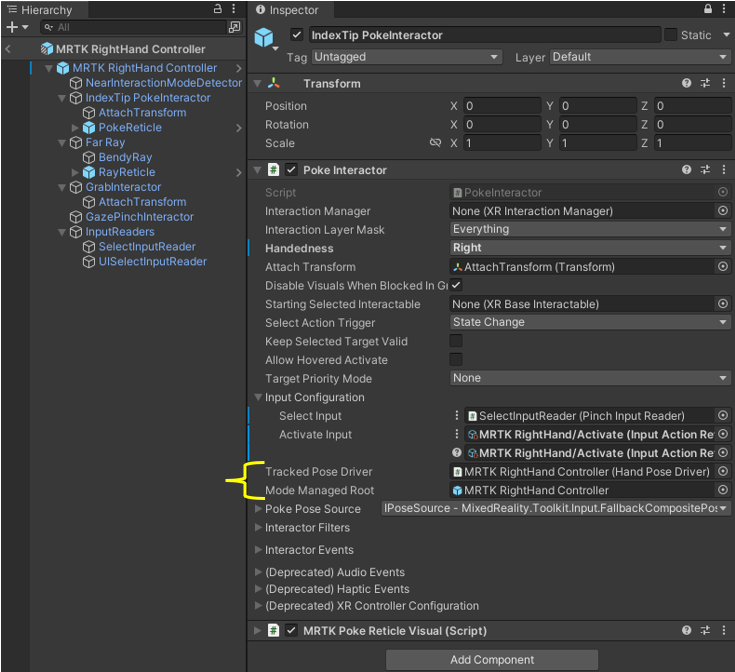 Hierarchy
All
MRTK RightHand Controller
MRTK RightHand Controller
NearInteractionModeDetector
IndexTip PokeInteractor
AttachTransform
PokeReticle
Far Ray
BendyRay
RayReticle
GrabInteractor
AttachTransform
GazePinchInteractor
InputReaders
SelectInputReader
UISelectInputReader
Inspector
IndexTip PokeInteractor Static
Tag Untagged Layer Default
Transform
Position X 0 Y 0 Z 0
Rotation X 0 Y 0 Z 0
Scale X 1 Y 1 Z 1
Poke Interactor
Script PokeInteractor
Interaction Manager None (XR Interaction Manager)
Interaction Layer Mask Everything
Handedness Right
Attach Transform AttachTransform (Transform)
Disable Visuals When Blocked In Gr
Starting Selected Interactable None (XR Base Interactable)
Select Action Trigger State Change
Keep Selected Target Valid
Allow Hovered Activate
Target Priority Mode None
Input Configuration
Select Input SelectInputReader (Pinch Input Reader)
Activate Input MRTK RightHand/Activate (Input Action Re
MRTK RightHand/Activate (Input Action Re
Tracked Pose Driver MRTK RightHand Controller (Hand Pose Driver)
Mode Managed Root MRTK RightHand Controller
Poke Pose Source IPoseSource - MixedReality.Toolkit.Input.FallbackCompositePos
Interactor Filters
Interactor Events
(Deprecated) Audio Events
(Deprecated) Haptic Events
(Deprecated) XR Controller Configuration
MRTK Poke Reticle Visual (Script)
Add Component